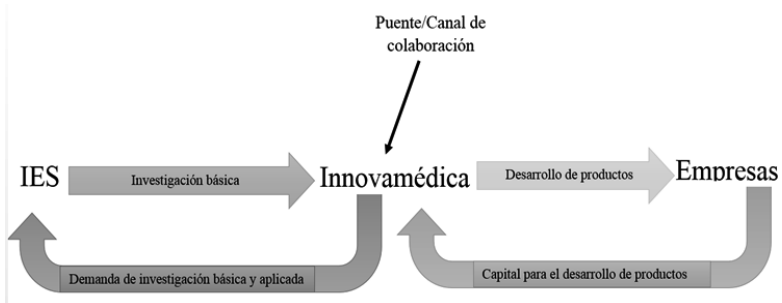 Puente/Canal de
colaboración
IES
Investigación básica
Innovamédica
Desarrollo de productos
Empresas
Demanda de investigación básica y aplicada
Capital para el desarrollo de productos